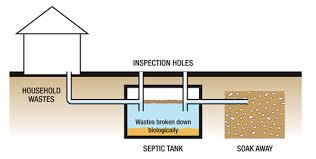 INSPECTION HOLES
HOUSEHOLD
WASTES
Wastes broken down
biologically
SEPTIC TANK
SOAK AWAY